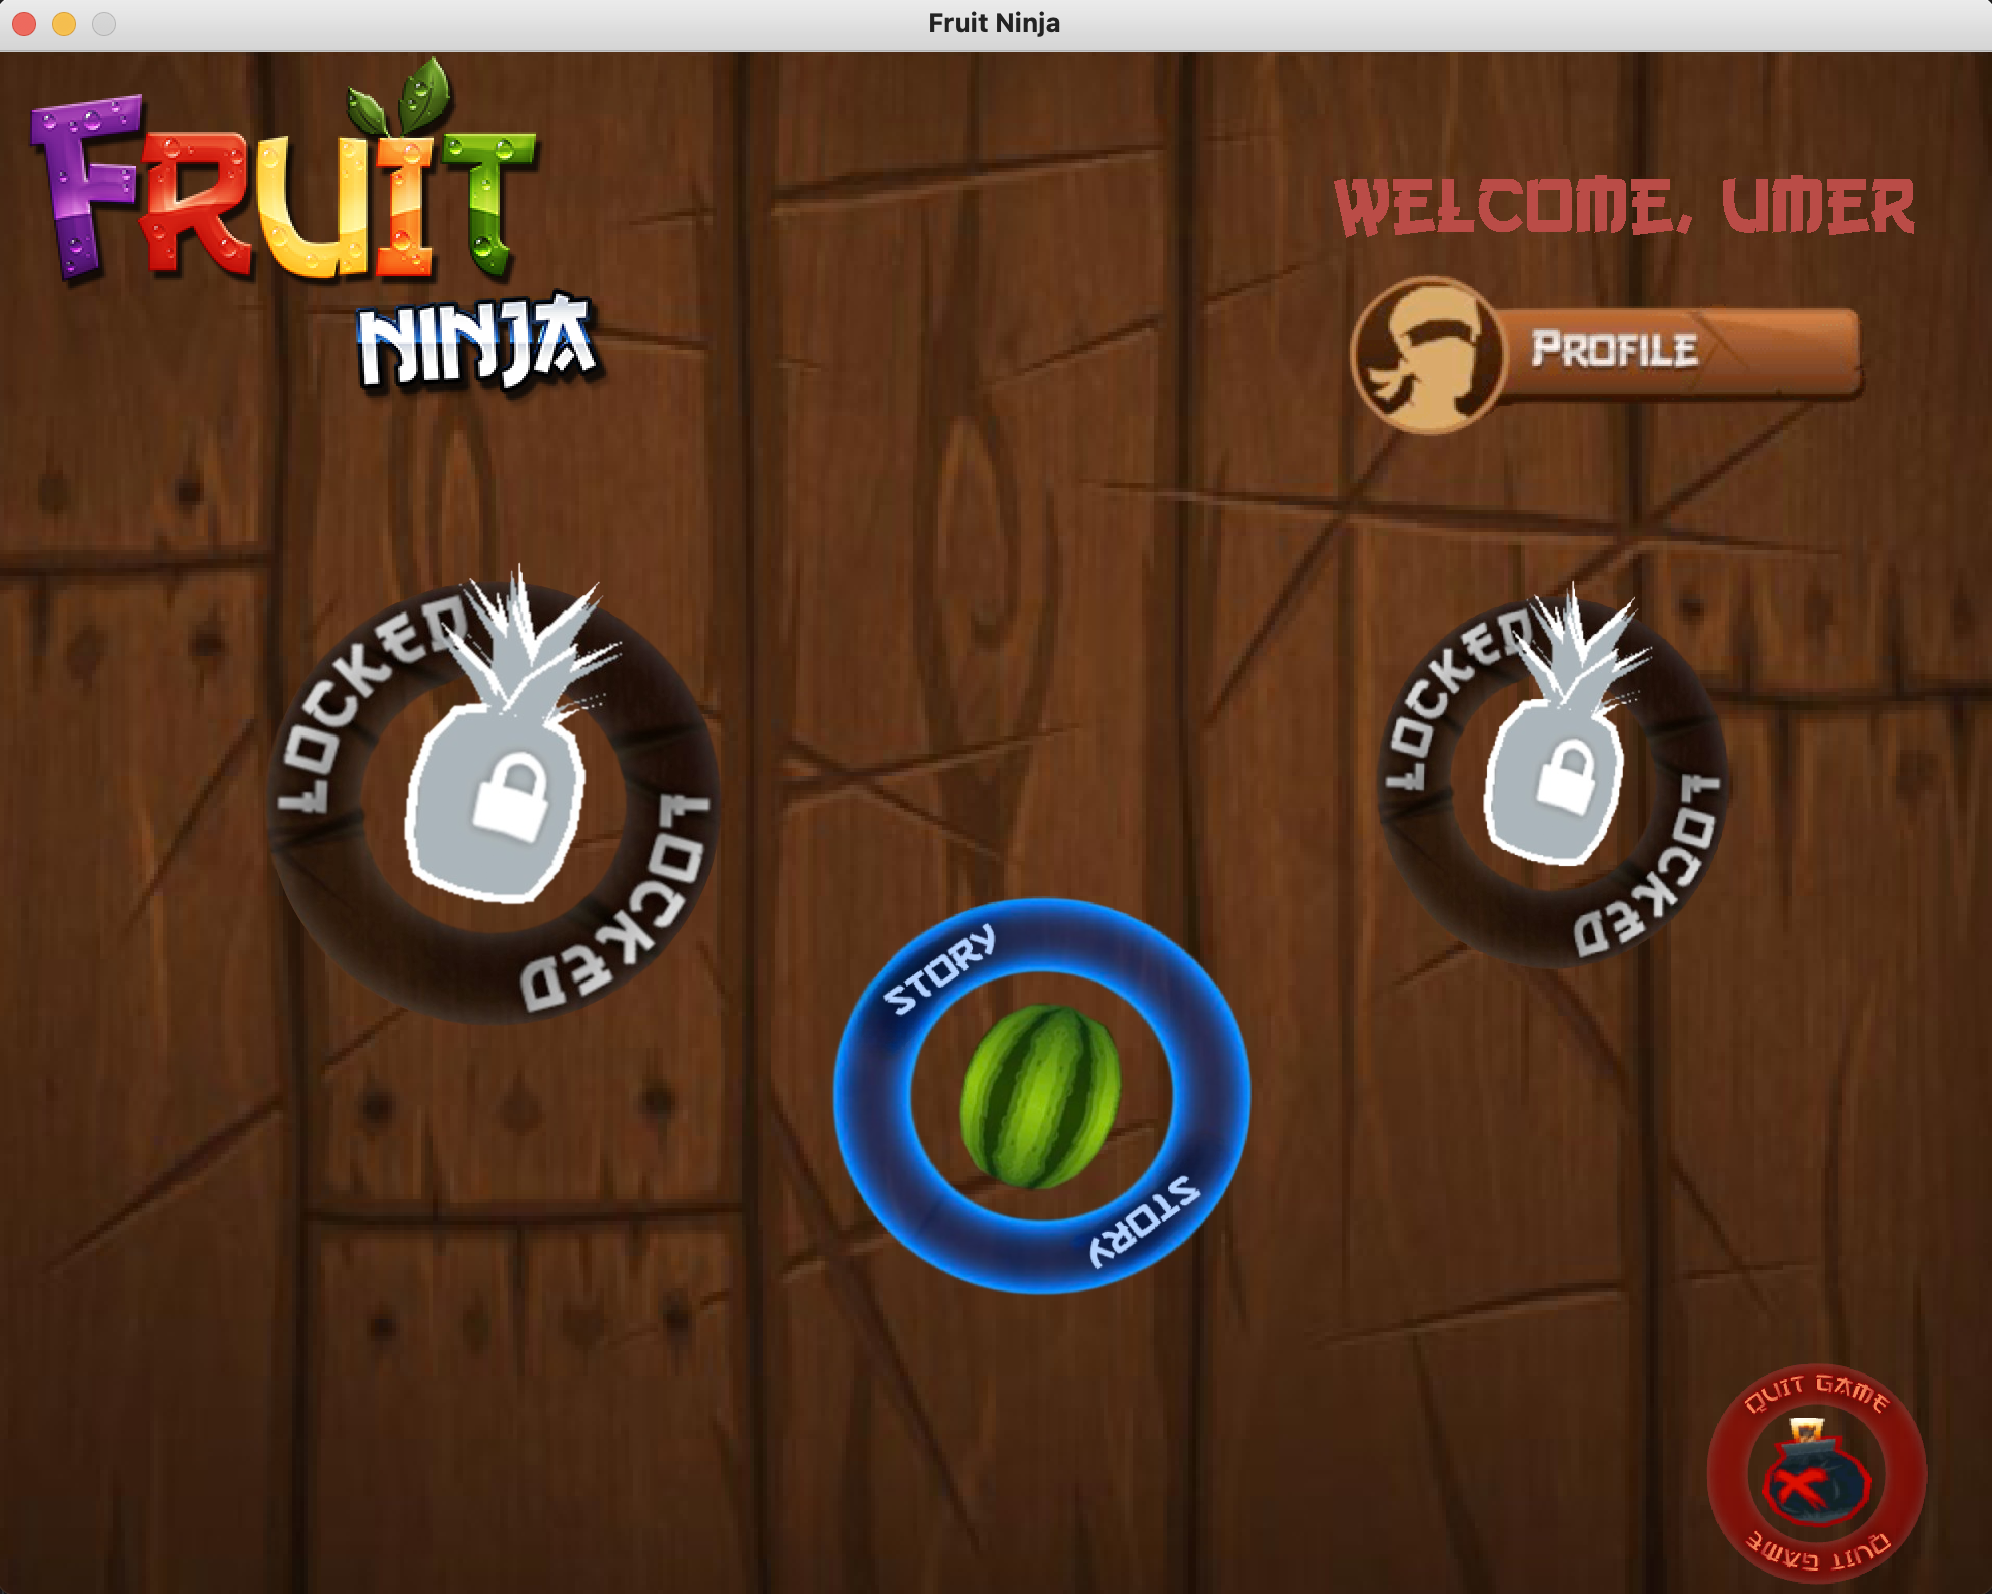 Fruit Ninja
FRUIT
NINJA
WELCOME, UMER
PROFILE
LOCKED
LOCKED
LOCKED
LOCKED
STORY
STORY
QUIT GAME
QUIT GAME